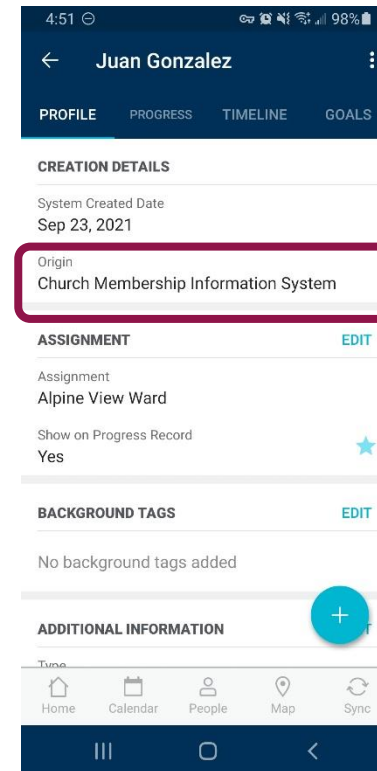 4:51 98%
Juan Gonzalez
PROFILE PROGRESS TIMELINE GOALS
CREATION DETAILS
System Created Date
Sep 23, 2021
Origin
Church Membership Information System
ASSIGNMENT EDIT
Assignment
Alpine View Ward
Show on Progress Record
Yes
BACKGROUND TAGS EDIT
No background tags added
ADDITIONAL INFORMATION
Type
Home Calendar People Map Sync